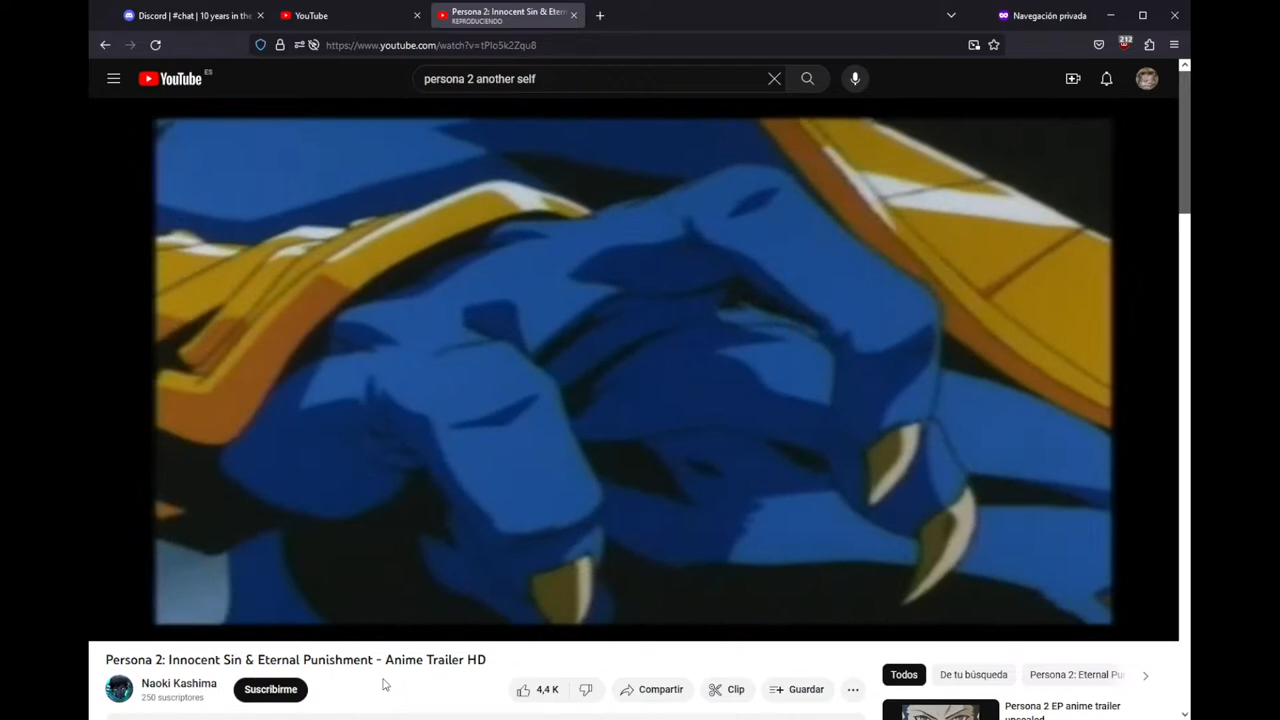 Discord | #chat | 10 years in the
YouTube
Persona 2: Innocent Sin & Etern
REPRODUCIENDO
Navegación privada
https://www.youtube.com/watch?v=tPIo5k2Zqu8
212
YouTube ES
persona 2 another self
Persona 2: Innocent Sin & Eternal Punishment - Anime Trailer HD
Naoki Kashima
250 suscriptores
Suscribirme
4,4 K
Compartir
Clip
Guardar
Todos
De tu búsqueda
Persona 2: Eternal Pu
Persona 2 EP anime trailer
unsealed